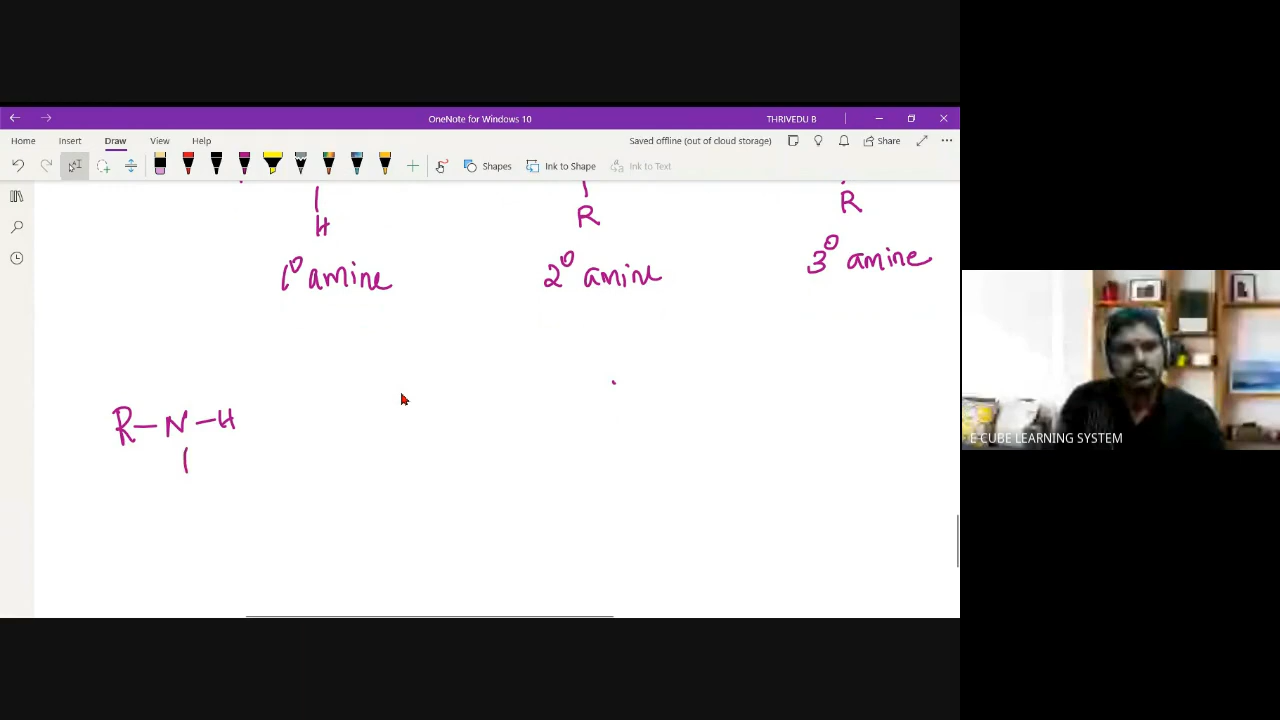 OneNote for Windows 10
THRIVEDU B
Home Insert Draw View Help
Saved offline (out of cloud storage)
Share
Shapes
Ink to Shape
Ink to Text
H
R
R
1° amine
2° amine
3° amine
R-N-H
E CUBE LEARNING SYSTEM